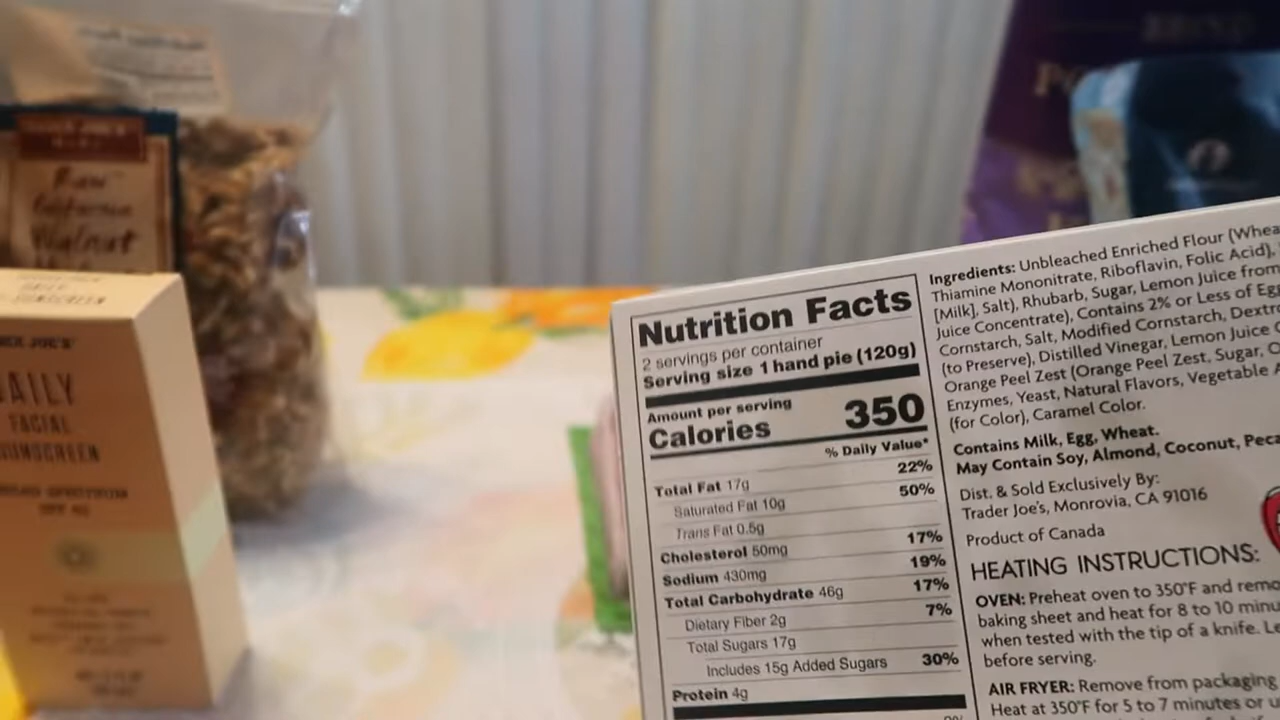 Raw
Walnut
TRADER JOE'S
DAILY
FACIAL
SUNSCREEN
BROAD SPECTRUM
Nutrition Facts
2 servings per container
Serving size 1 hand pie (120g)
Amount per serving
Calories 350
% Daily Value*
Total Fat 17g 22%
Saturated Fat 10g 50%
Trans Fat 0.5g
Cholesterol 50mg 17%
Sodium 430mg 19%
Total Carbohydrate 46g 17%
Dietary Fiber 2g 7%
Total Sugars 17g
Includes 15g Added Sugars 30%
Protein 4g
Ingredients: Unbleached Enriched Flour (Whea
Thiamine Mononitrate, Riboflavin, Folic Acid),
[Milk], Salt), Rhubarb, Sugar, Lemon Juice from
Juice Concentrate), Contains 2% or Less of Eg
Cornstarch, Salt, Modified Cornstarch, Dextr
(to Preserve), Distilled Vinegar, Lemon Juice
Orange Peel Zest (Orange Peel Zest, Sugar, O
Enzymes, Yeast, Natural Flavors, Vegetable
(for Color), Caramel Color.
Contains Milk, Egg, Wheat.
May Contain Soy, Almond, Coconut, Peca
Dist. & Sold Exclusively By:
Trader Joe's, Monrovia, CA 91016
Product of Canada
HEATING INSTRUCTIONS:
OVEN: Preheat oven to 350°F and remo
baking sheet and heat for 8 to 10 minu
when tested with the tip of a knife. Le
before serving.
AIR FRYER: Remove from packaging
Heat at 350°F for 5 to 7 minutes or u